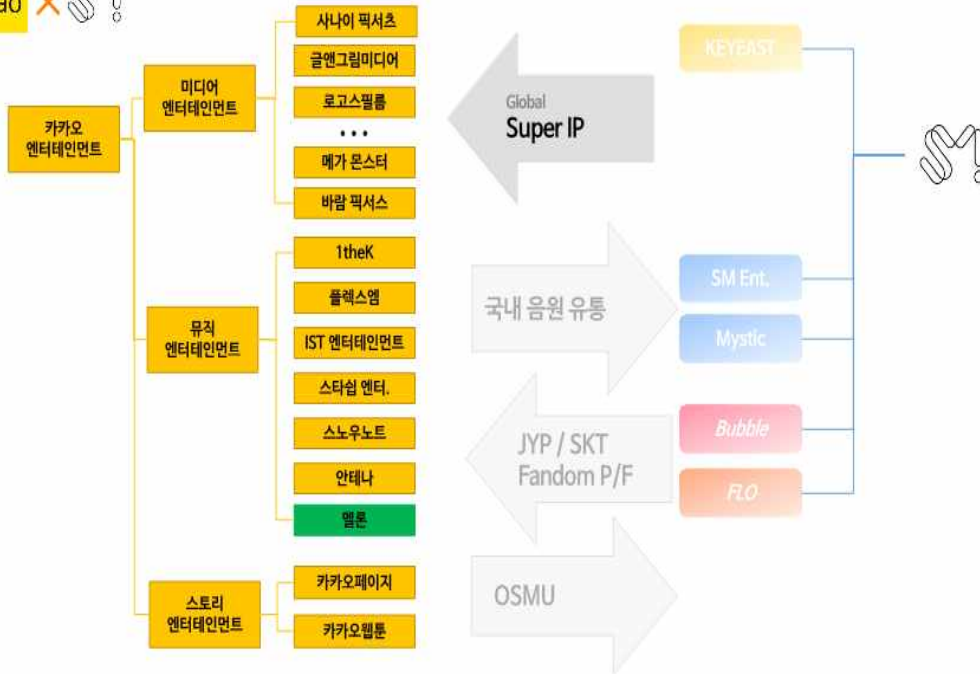 카카오
엔터테인먼트
미디어
엔터테인먼트
사나이 픽서츠
글앤그림미디어
로고스필름
...
메가 몬스터
바람 픽서스
뮤직
엔터테인먼트
1theK
플렉스엠
IST 엔터테인먼트
스타쉽 엔터.
스노우노트
안테나
멜론
스토리
엔터테인먼트
카카오페이지
카카오웹툰
Global
Super IP
국내 음원 유통
JYP / SKT
Fandom P/F
OSMU
KEYEAST
SM Ent.
Mystic
Bubble
FLO